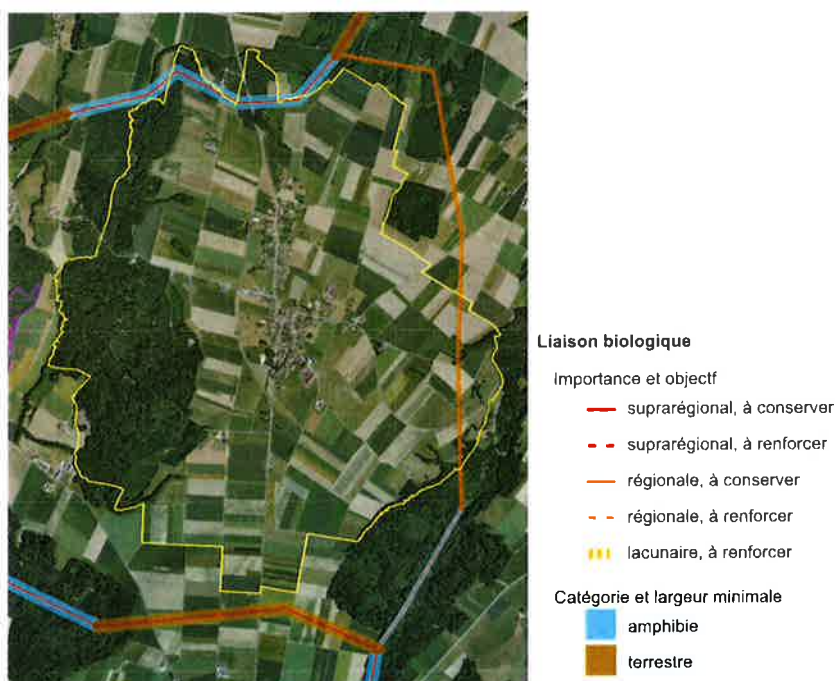 Liaison biologique
Importance et objectf
suprarégional, à conserver
suprarégional, à renforcer
régionale, à conserver
régionale, à renforcer
lacunaire, à renforcer
Catégorie et largeur minimale
amphibie
terrestre